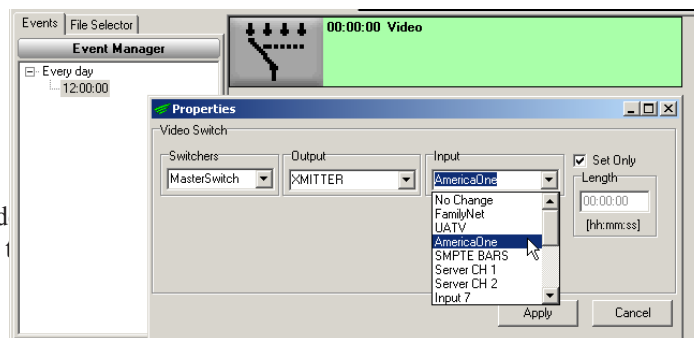 Events File Selector
Event Manager
Every day
12:00:00
00:00:00 Video
Properties
Video Switch
Switchers
MasterSwitch
Output
XMITTER
Input
AmericaOne
Set Only
Length
00:00:00
[hh:mm:ss]
No Change
FamilyNet
UATV
AmericaOne
SMPTE BARS
Server CH 1
Server CH 2
Input 7
Apply Cancel
d
t